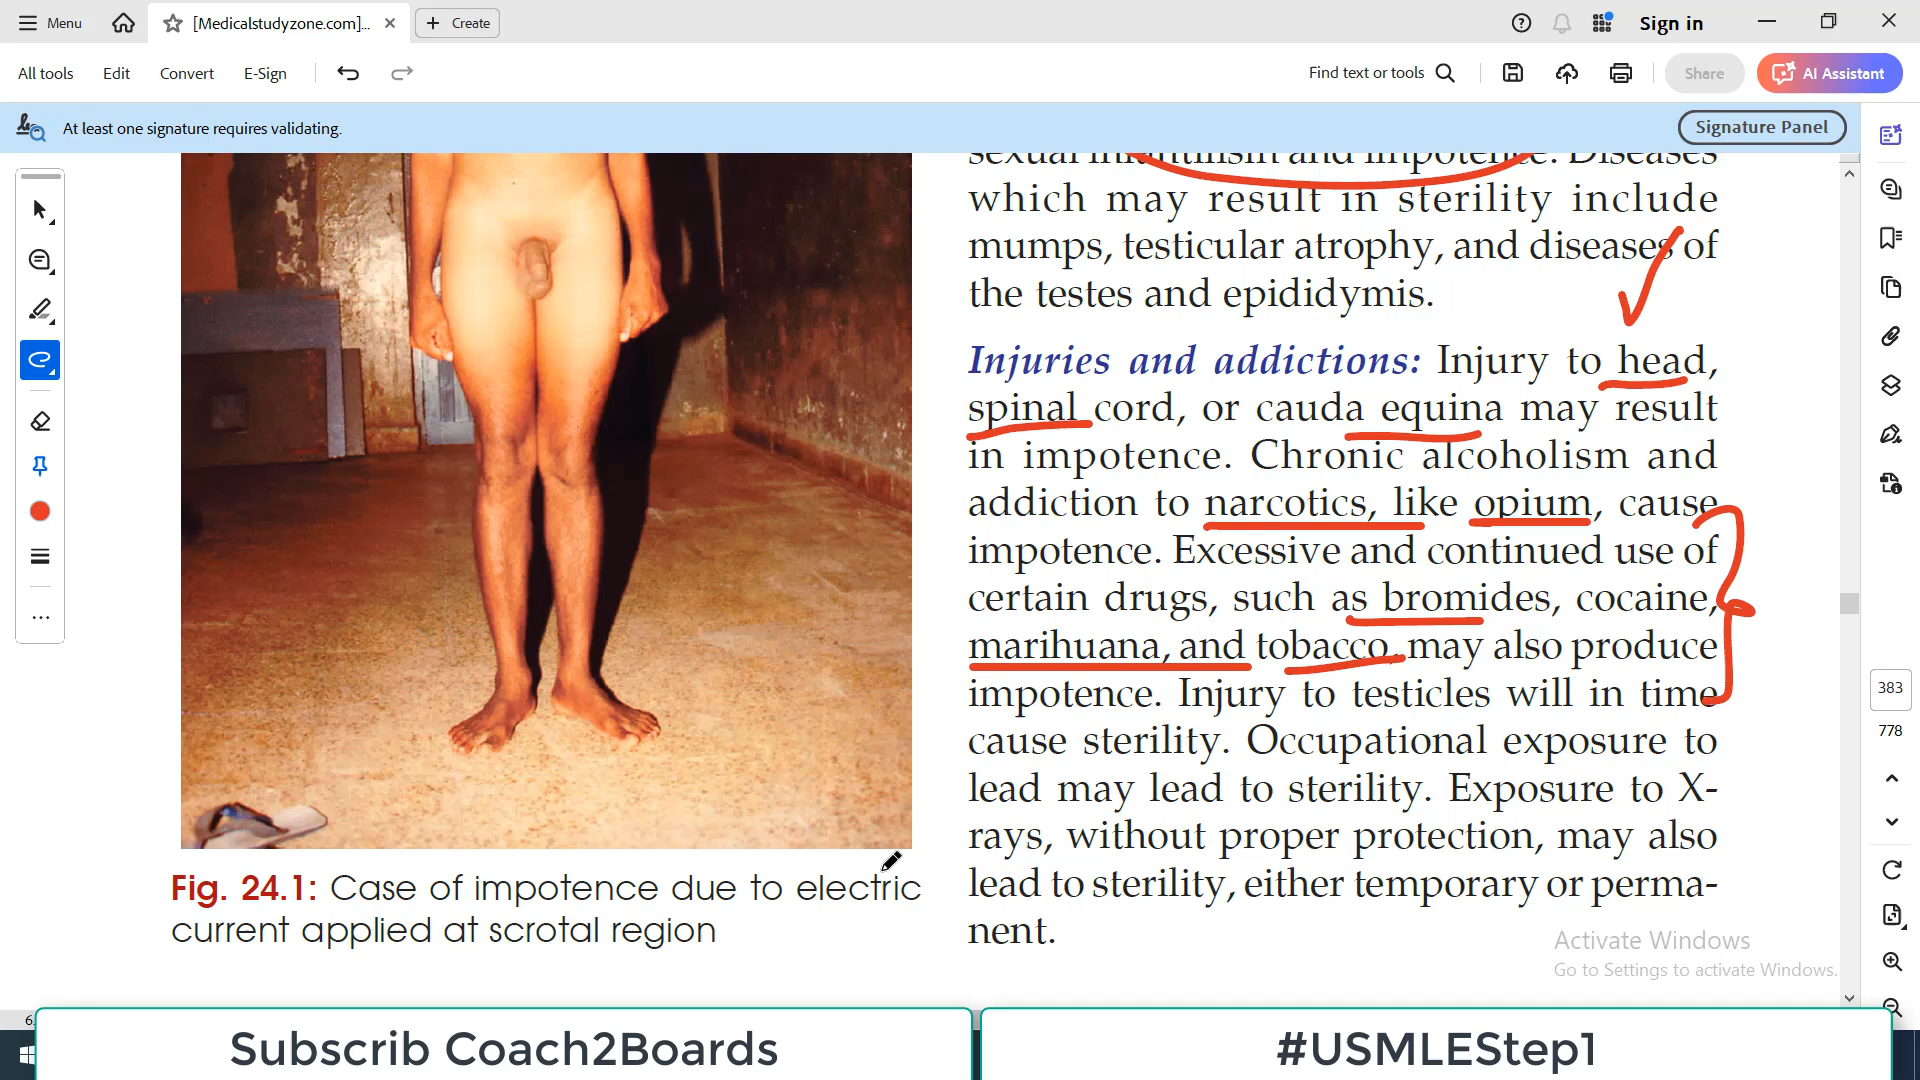 Menu
[Medicalstudyzone.com]...
Create
Sign in
All tools
Edit
Convert
E-Sign
Find text or tools
Share
AI Assistant
At least one signature requires validating.
Signature Panel
which may result in sterility include
mumps, testicular atrophy, and diseases of
the testes and epididymis.
Injuries and addictions: Injury to head,
spinal cord, or cauda equina may result
in impotence. Chronic alcoholism and
addiction to narcotics, like opium, cause
impotence. Excessive and continued use of
certain drugs, such as bromides, cocaine,
marihuana, and tobacco, may also produce
impotence. Injury to testicles will in time
cause sterility. Occupational exposure to
lead may lead to sterility. Exposure to X-
rays, without proper protection, may also
lead to sterility, either temporary or perma-
nent.
Fig. 24.1: Case of impotence due to electric
current applied at scrotal region
383
778
Activate Windows
Go to Settings to activate Windows.
Subscrib Coach2Boards
#USMLEStep1